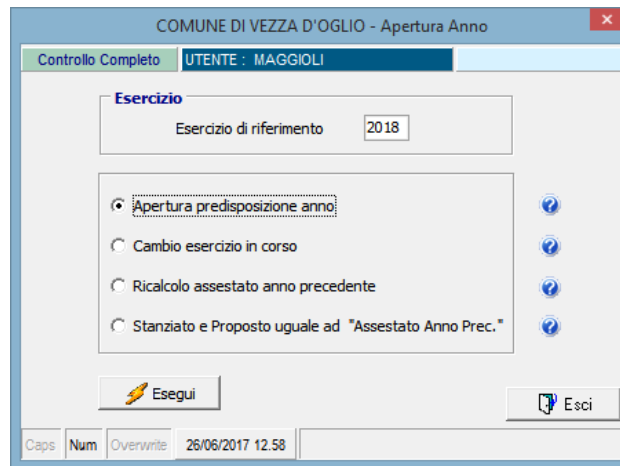 COMUNE DI VEZZA D'OGLIO - Apertura Anno
Controllo Completo UTENTE : MAGGIOLI
Esercizio
Esercizio di riferimento 2018
Apertura predisposizione anno
Cambio esercizio in corso
Ricalcolo assestato anno precedente
Stanziato e Proposto uguale ad "Assestato Anno Prec."
Esegui
Esci
Caps Num Overwrite 26/06/2017 12.58